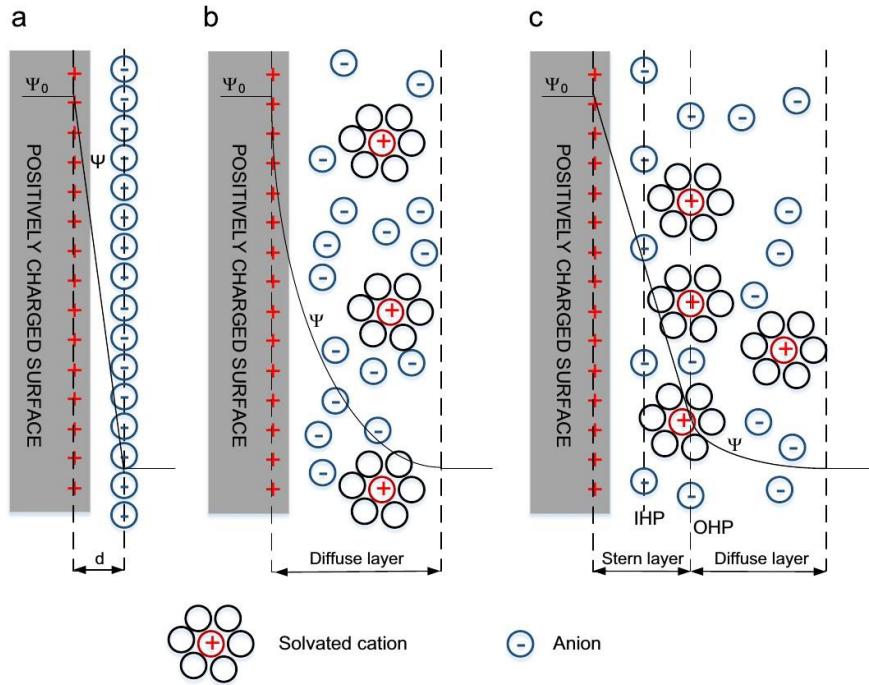 a
b
c
Ψ₀
Ψ
POSITIVELY CHARGED SURFACE
d
Ψ₀
Ψ
POSITIVELY CHARGED SURFACE
Diffuse layer
Ψ₀
Ψ
POSITIVELY CHARGED SURFACE
IHP
OHP
Stern layer
Diffuse layer
Solvated cation
Anion